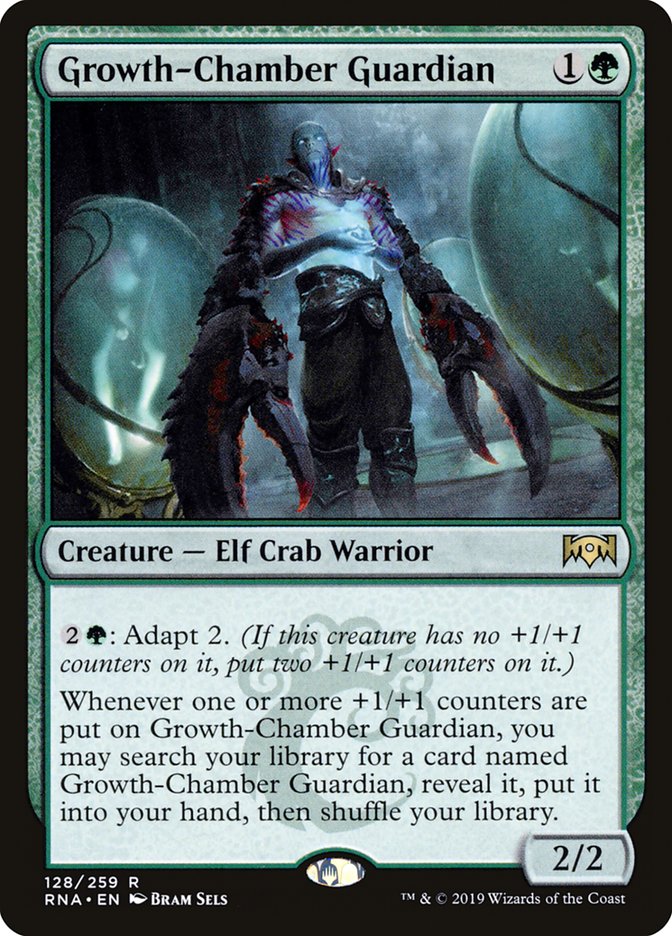 Growth-Chamber Guardian 1
Creature — Elf Crab Warrior
2: Adapt 2. (If this creature has no +1/+1
counters on it, put two +1/+1 counters on it.)
Whenever one or more +1/+1 counters are
put on Growth-Chamber Guardian, you
may search your library for a card named
Growth-Chamber Guardian, reveal it, put it
into your hand, then shuffle your library.
2/2
128/259 R
RNA • EN Bram Sels
™ & © 2019 Wizards of the Coast